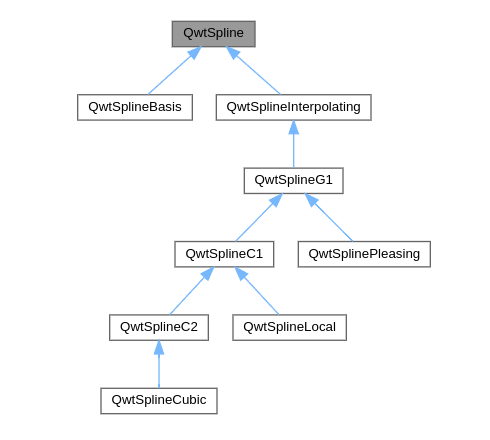 QwtSpline
QwtSplineBasis
QwtSplineInterpolating
QwtSplineG1
QwtSplineC1
QwtSplinePleasing
QwtSplineC2
QwtSplineLocal
QwtSplineCubic